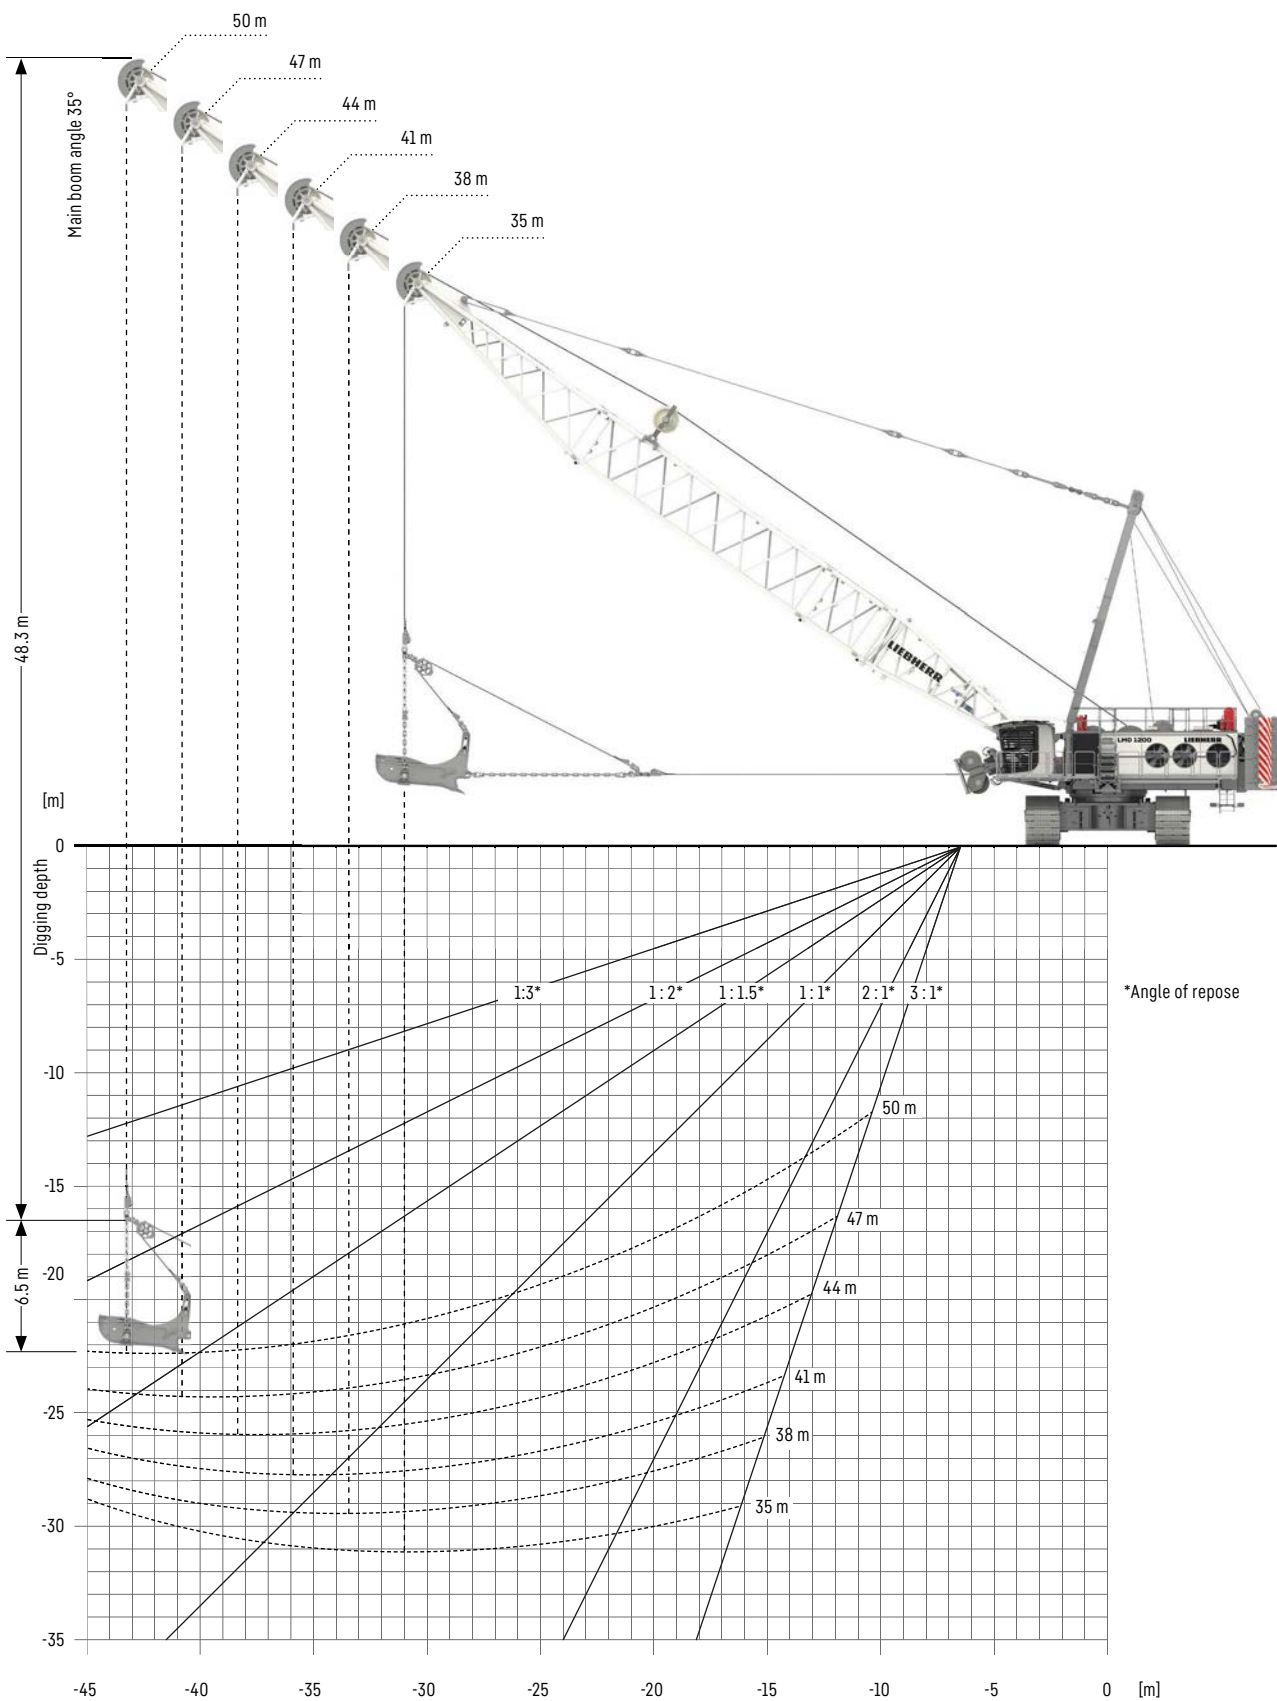 50 m
47 m
44 m
41 m
38 m
35 m
Main boom angle 35°
48.3 m
LIEBHERR
LMD 1200 LIEBHERR
[m]
0
Digging depth
-5
1:3* 1 : 2* 1 : 1.5* 1 : 1* 2 : 1* 3 : 1* *Angle of repose
-10
50 m
-15
47 m
-20
6.5 m
44 m
41 m
-25
38 m
35 m
-30
-35
-45 -40 -35 -30 -25 -20 -15 -10 -5 0 [m]